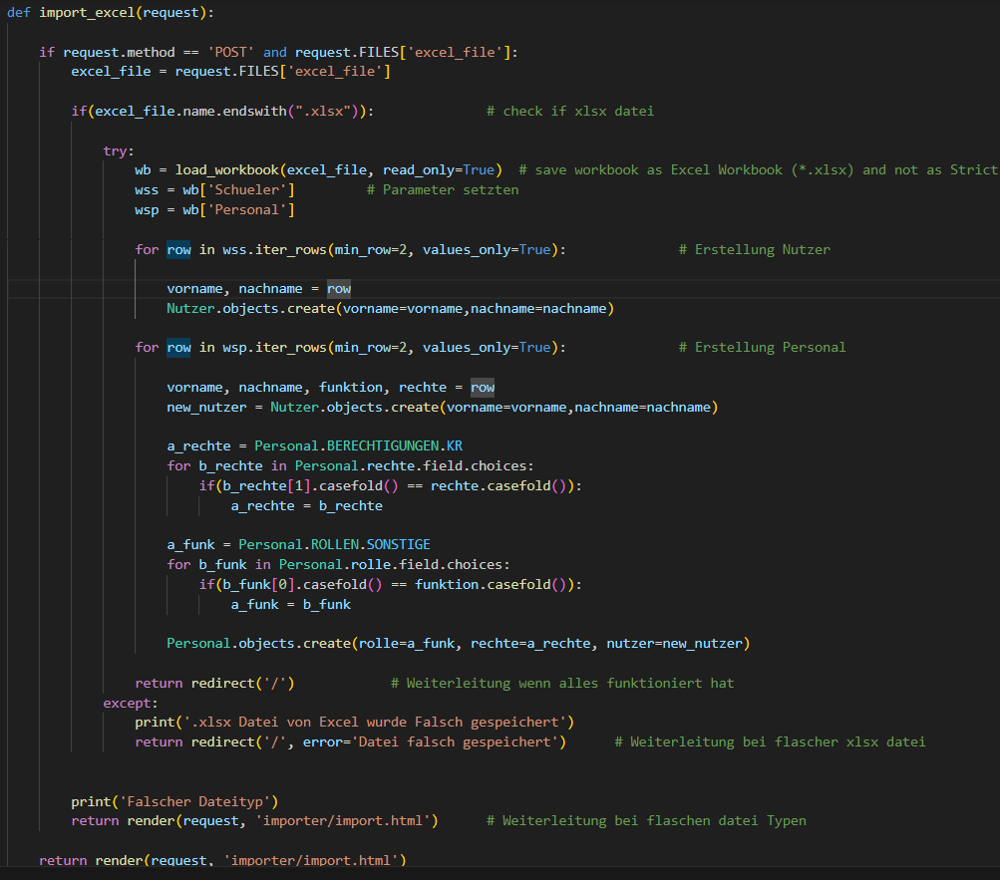 def import_excel(request):
if request.method == 'POST' and request.FILES['excel_file']:
excel_file = request.FILES['excel_file']
if(excel_file.name.endswith(".xlsx")): # check if xlsx datei
try:
wb = load_workbook(excel_file, read_only=True) # save workbook as Excel Workbook (*.xlsx) and not as Strict
wss = wb['Schueler'] # Parameter setzten
wsp = wb['Personal']
for row in wss.iter_rows(min_row=2, values_only=True): # Erstellung Nutzer
vorname, nachname = row
Nutzer.objects.create(vorname=vorname,nachname=nachname)
for row in wsp.iter_rows(min_row=2, values_only=True): # Erstellung Personal
vorname, nachname, funktion, rechte = row
new_nutzer = Nutzer.objects.create(vorname=vorname,nachname=nachname)
a_rechte = Personal.BERECHTIGUNGEN.KR
for b_rechte in Personal.rechte.field.choices:
if(b_rechte[1].casefold() == rechte.casefold()):
a_rechte = b_rechte
a_funk = Personal.ROLLEN.SONSTIGE
for b_funk in Personal.rolle.field.choices:
if(b_funk[0].casefold() == funktion.casefold()):
a_funk = b_funk
Personal.objects.create(rolle=a_funk, rechte=a_rechte, nutzer=new_nutzer)
return redirect('/') # Weiterleitung wenn alles funktioniert hat
except:
print('.xlsx Datei von Excel wurde Falsch gespeichert')
return redirect('/', error='Datei falsch gespeichert') # Weiterleitung bei flascher xlsx datei
print('Falscher Dateityp')
return render(request, 'importer/import.html') # Weiterleitung bei flaschen datei Typen
return render(request, 'importer/import.html')